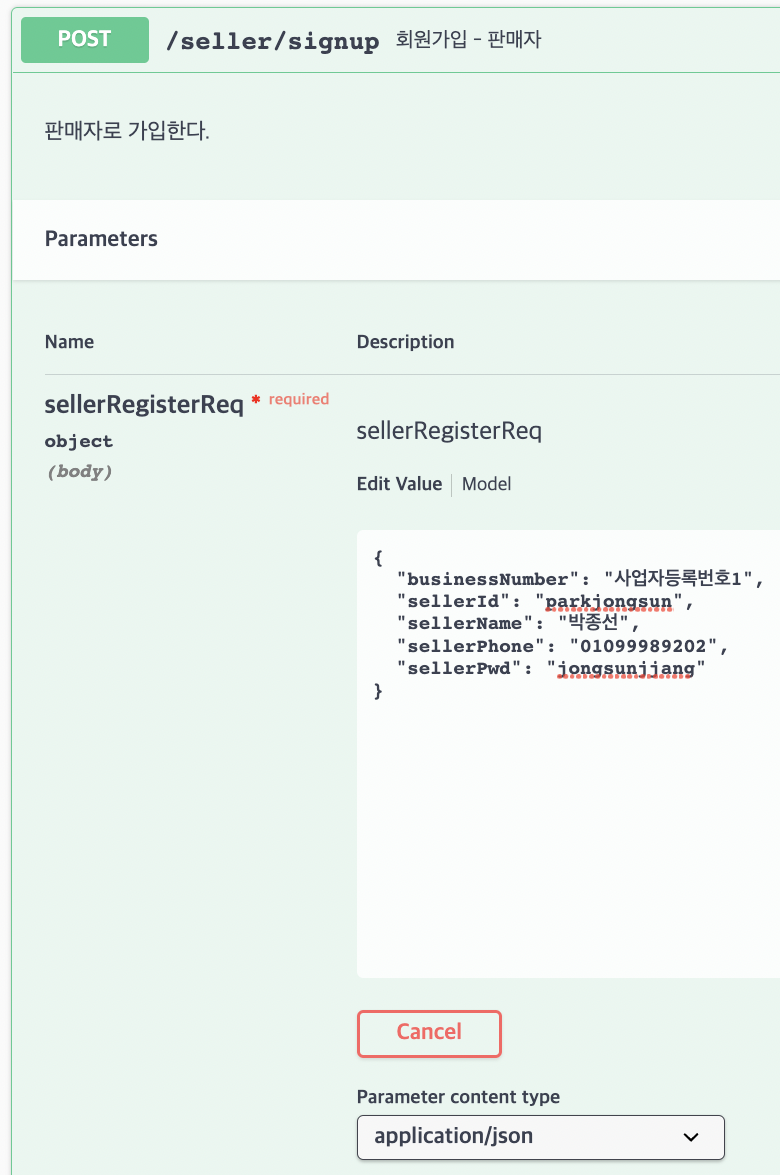 POST /seller/signup 회원가입 - 판매자
판매자로 가입한다.
Parameters
Name Description
sellerRegisterReq * required
object
(body)
sellerRegisterReq
Edit Value Model
{
"businessNumber": "사업자등록번호1",
"sellerId": "parkjongsun",
"sellerName": "박종선",
"sellerPhone": "01099989202",
"sellerPwd": "jongsunjjang"
}
Cancel
Parameter content type
application/json